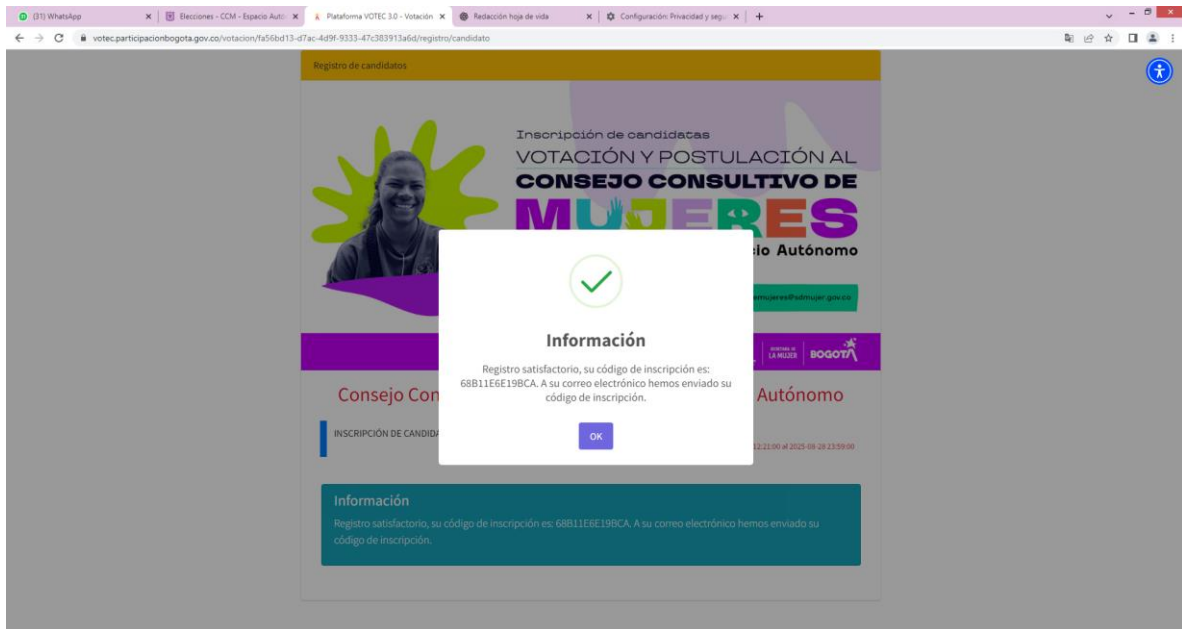 (31) WhatsApp
Elecciones - CCM - Espacio Autó
Plataforma VOTEC 3.0 - Votación
Redacción hoja de vida
Configuración: Privacidad y segu
votec.participacionbogota.gov.co/votacion/fa56bd13-d7ac-4d9f-9333-47c383913a6d/registro/candidato
Registro de candidatos
Inscripción de candidatas
VOTACIÓN Y POSTULACIÓN AL
CONSEJO CONSULTIVO DE
MUJERES
io Autónomo
emujeres@sdmujer.gov.co
SECRETARÍA DE
LA MUJER
BOGOTÁ
Información
Registro satisfactorio, su código de inscripción es:
68B11E6E19BCA. A su correo electrónico hemos enviado su
código de inscripción.
OK
Consejo Con Autónomo
INSCRIPCIÓN DE CANDIDA
12:21:00 al 2025-08-28 23:59:00
Información
Registro satisfactorio, su código de inscripción es: 68B11E6E19BCA. A su correo electrónico hemos enviado su
código de inscripción.